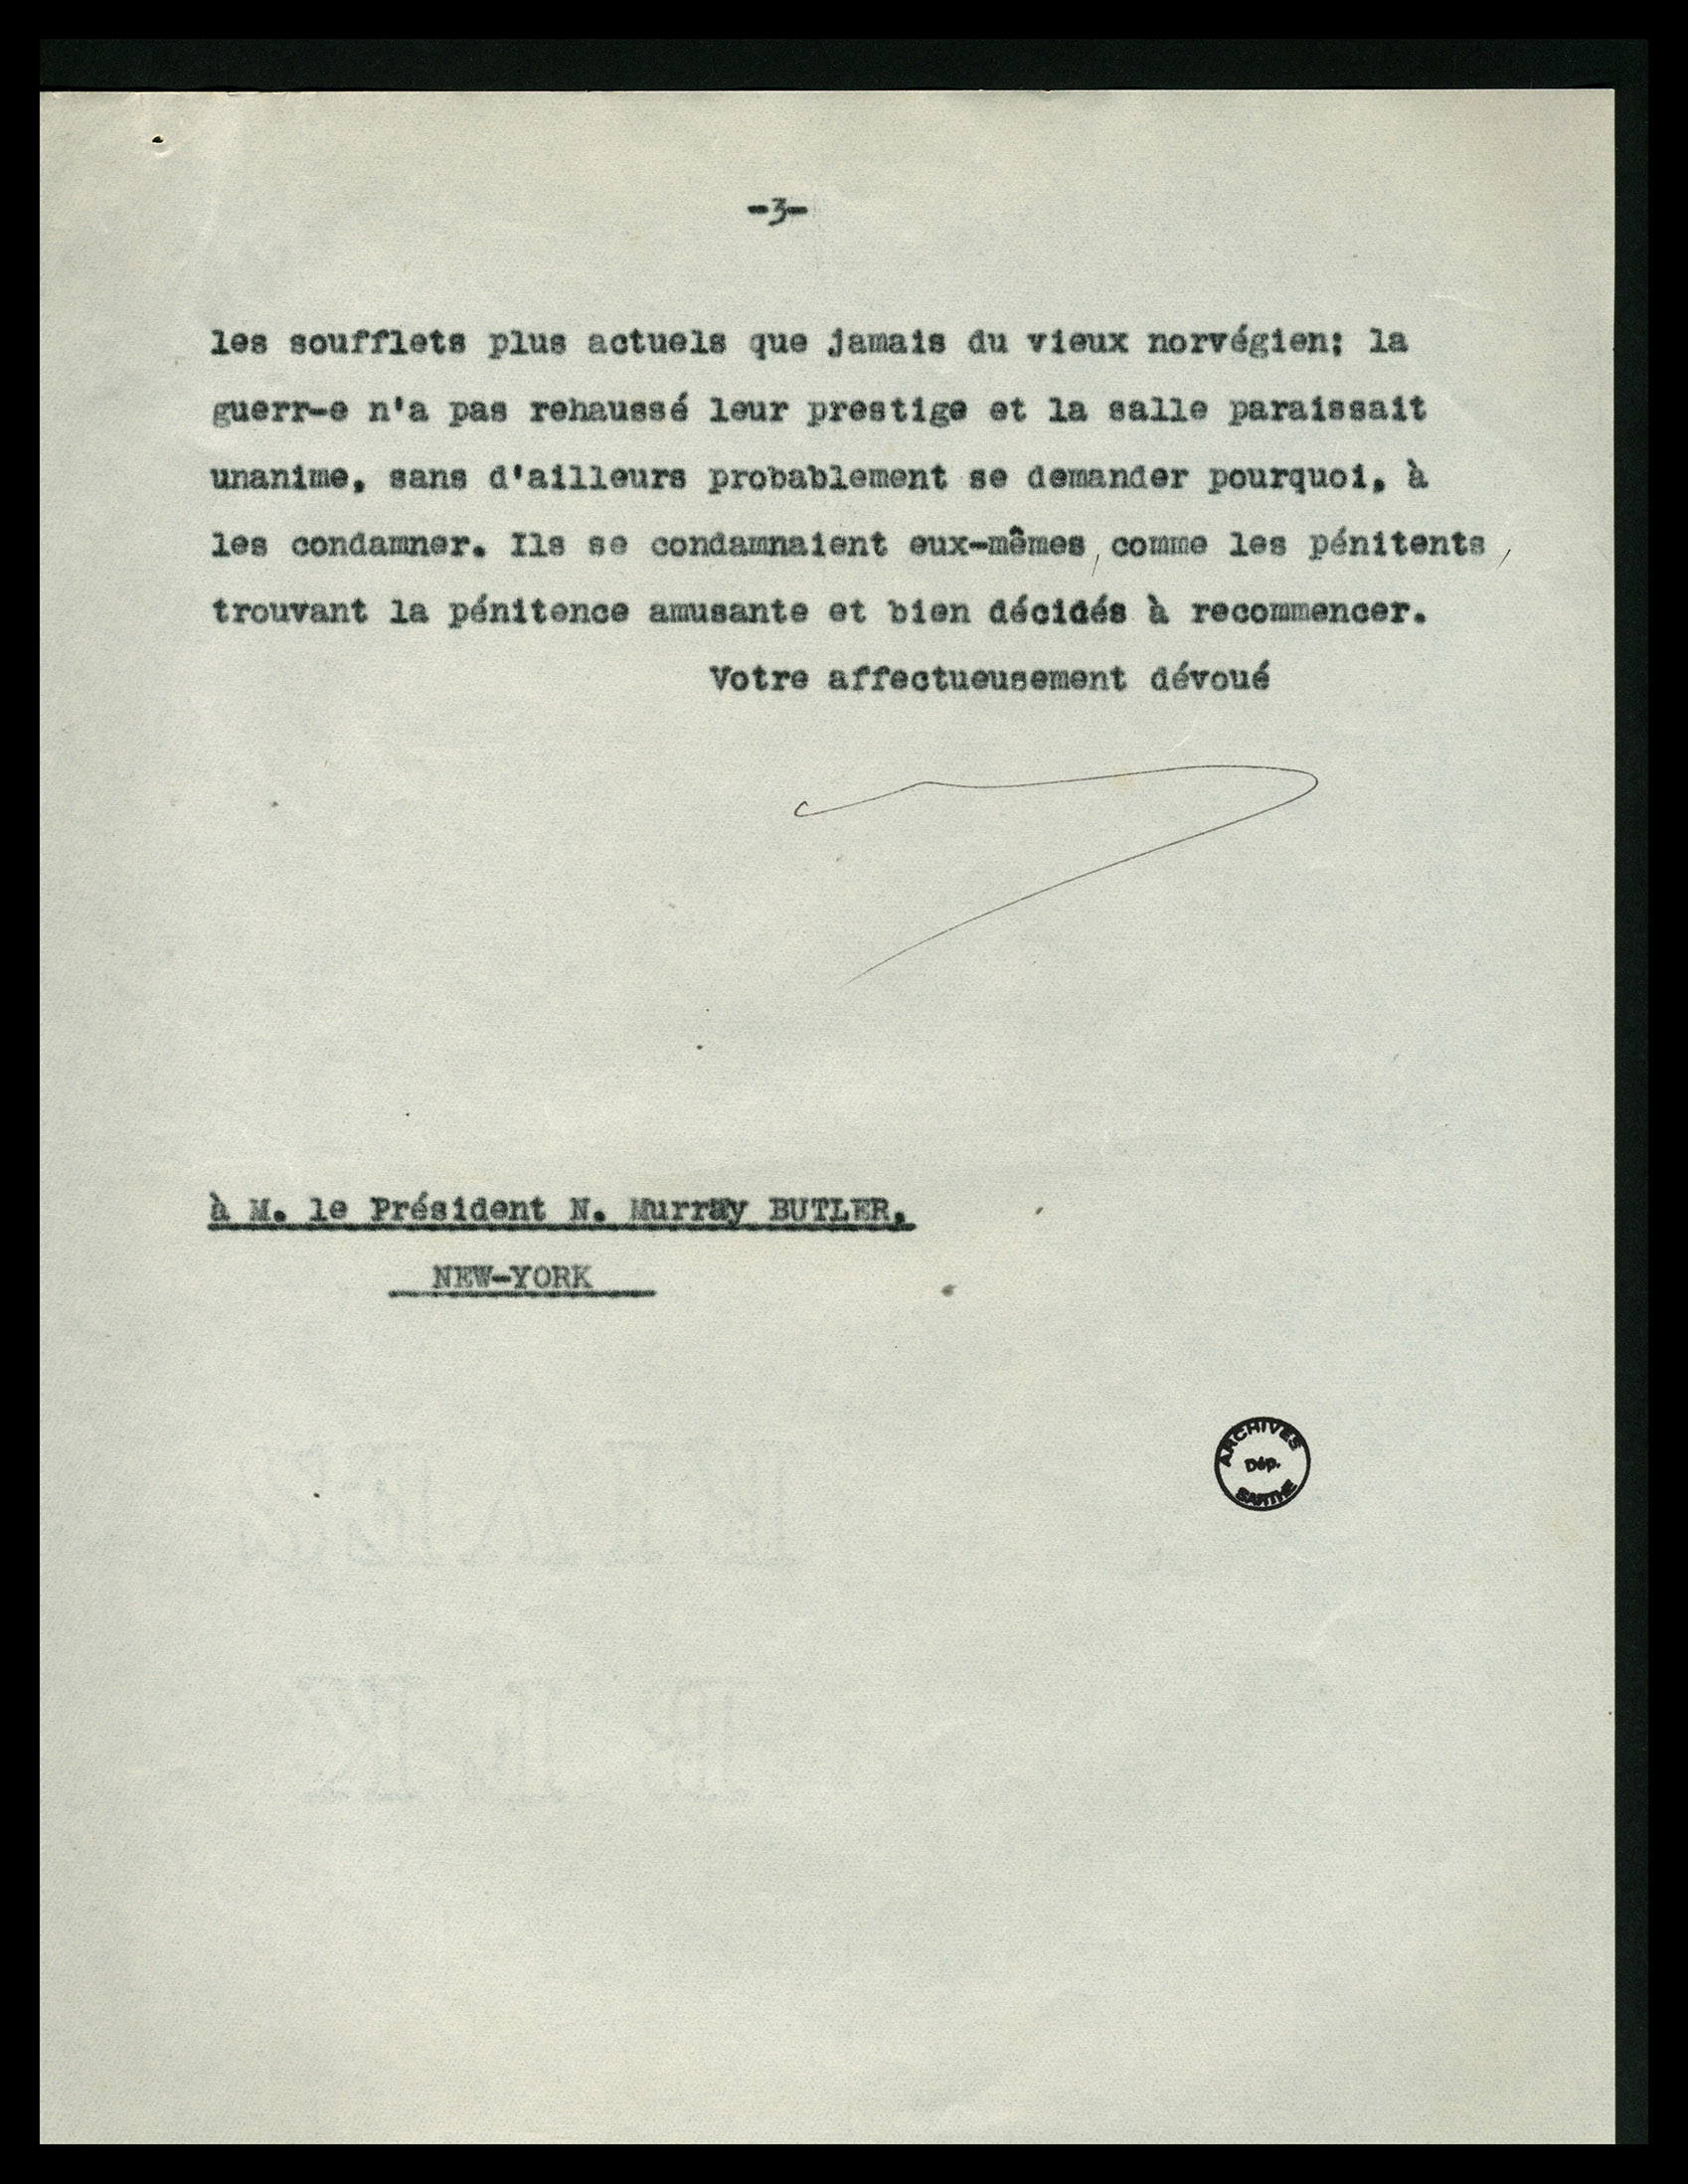 -3-
les soufflets plus actuels que jamais du vieux norvégien; la
guerr-e n'a pas rehaussé leur prestige et la salle paraissait
unanime, sans d'ailleurs probablement se demander pourquoi, à
les condamner. Ils se condamnaient eux-mêmes, comme les pénitents,
trouvant la pénitence amusante et bien décidés à recommencer.
Votre affectueusement dévoué
à M. le Président N. Murray BUTLER,
NEW-YORK
ARCHIVES
Dép.
SARTHE